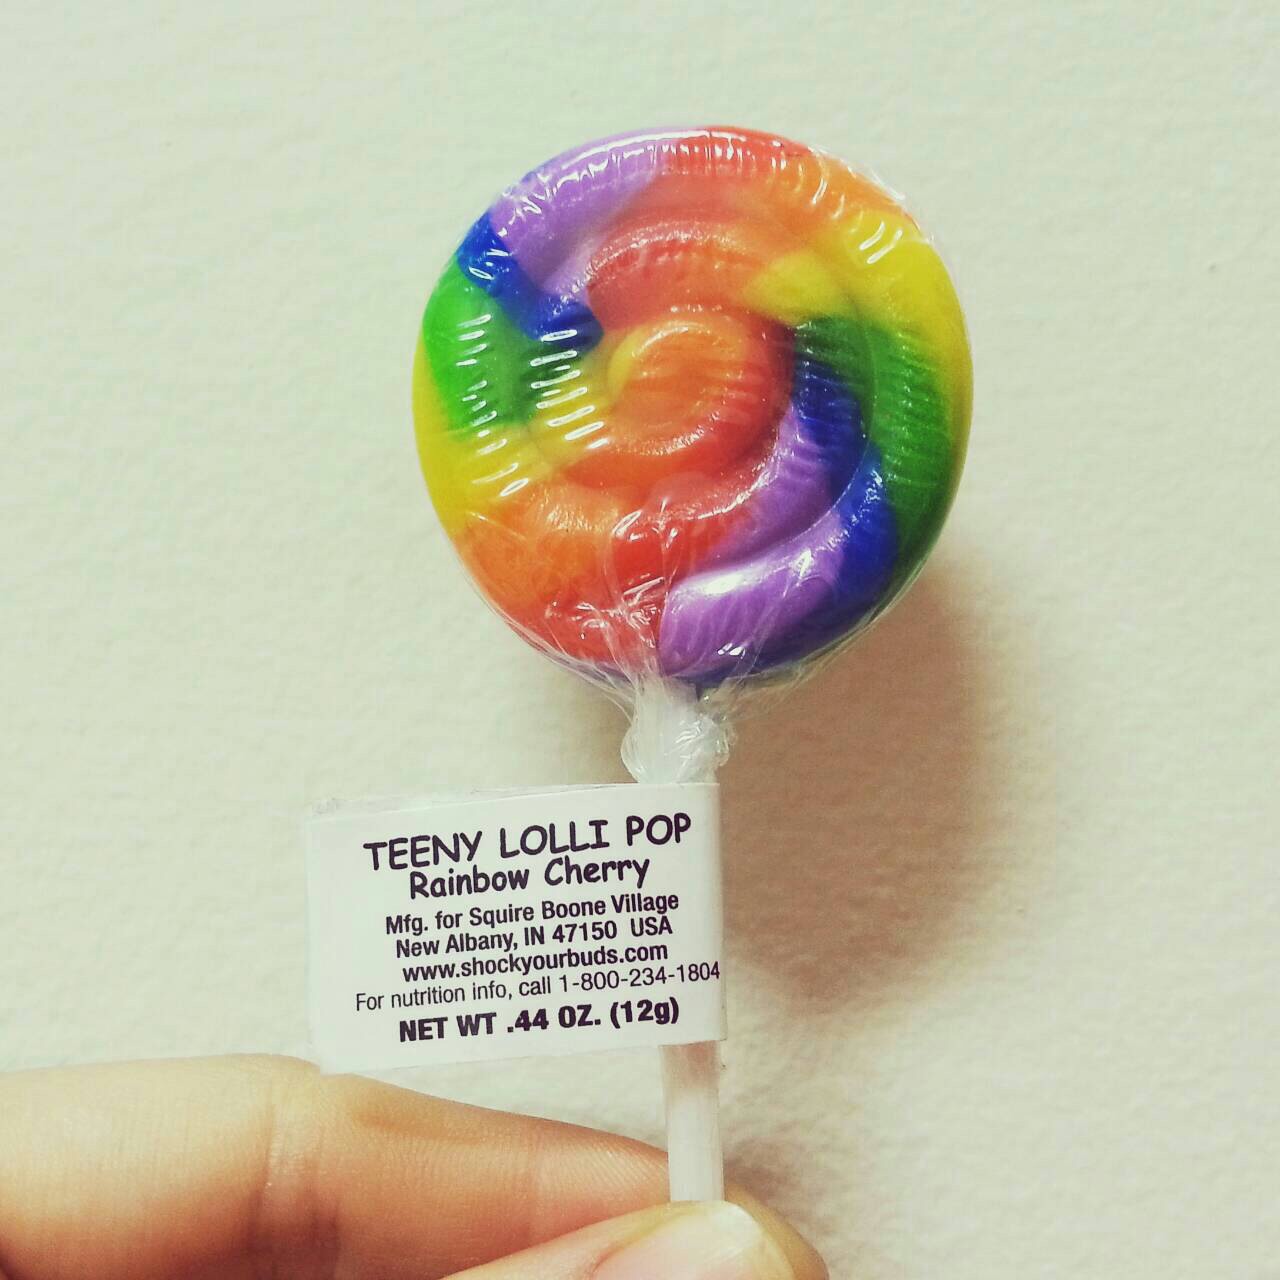 TEENY LOLLI POP
Rainbow Cherry
Mfg. for Squire Boone Village
New Albany, IN 47150 USA
www.shockyourbuds.com
For nutrition info, call 1-800-234-1804
NET WT .44 OZ. (12g)